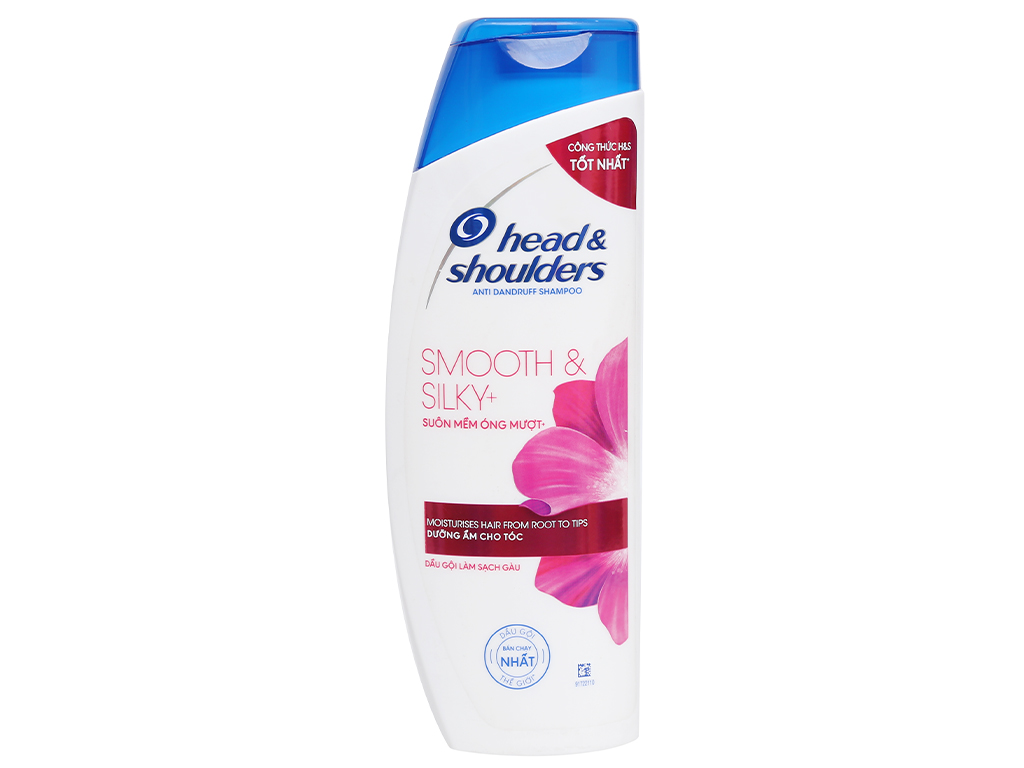 CÔNG THỨC H&S
TỐT NHẤT*
head &
shoulders
ANTI DANDRUFF SHAMPOO
SMOOTH &
SILKY+
SUÔN MỀM ÓNG MƯỢT+
MOISTURISES HAIR FROM ROOT TO TIPS
DƯỠNG ẨM CHO TÓC
DẦU GỘI LÀM SẠCH GÀU
DẦU GỘI
BÁN CHẠY
NHẤT
THẾ GIỚI*